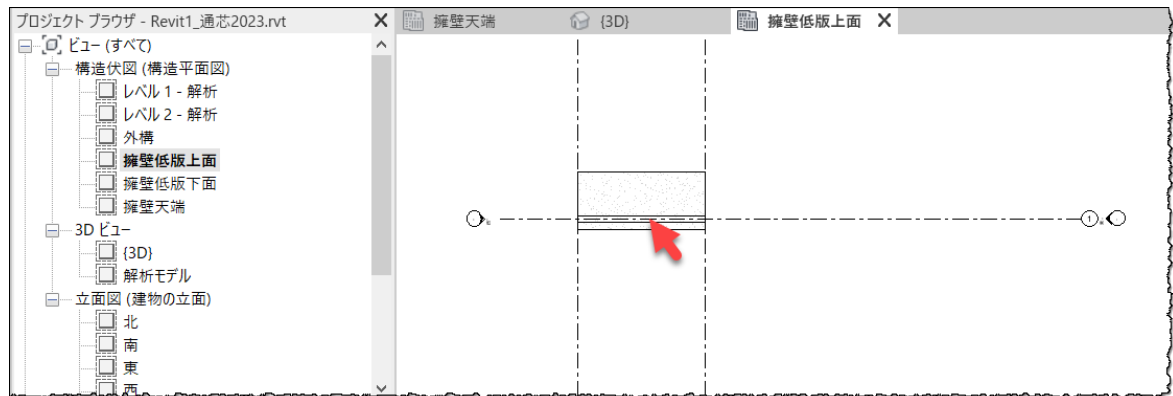 プロジェクト ブラウザ - Revit1_通芯2023.rvt
擁壁天端
{3D}
擁壁低版上面
ビュー (すべて)
構造伏図 (構造平面図)
レベル 1 - 解析
レベル 2 - 解析
外構
擁壁低版上面
擁壁低版下面
擁壁天端
3D ビュー
{3D}
解析モデル
立面図 (建物の立面)
北
南
東
西
1